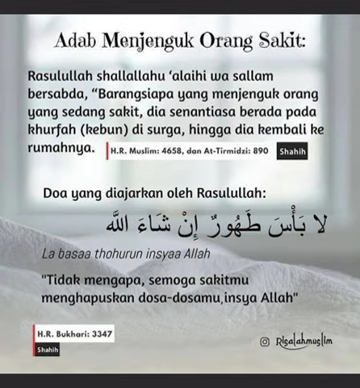 Adab Menjenguk Orang Sakit:
Rasulullah shallallahu ‘alaihi wa sallam
bersabda, “Barangsiapa yang menjenguk orang
yang sedang sakit, dia senantiasa berada pada
khurfah (kebun) di surga, hingga dia kembali ke
rumahnya. H.R. Muslim: 4658, dan At-Tirmidzi: 890 Shahih
Doa yang diajarkan oleh Rasulullah:
لا بَأْسَ طَهُورٌ إِنْ شَاءَ اللَّه
La basaa thohurun insyaa Allah
"Tidak mengapa, semoga sakitmu
menghapuskan dosa-dosamu,insya Allah"
H.R. Bukhari: 3347
Shahih
Risalahmuslim